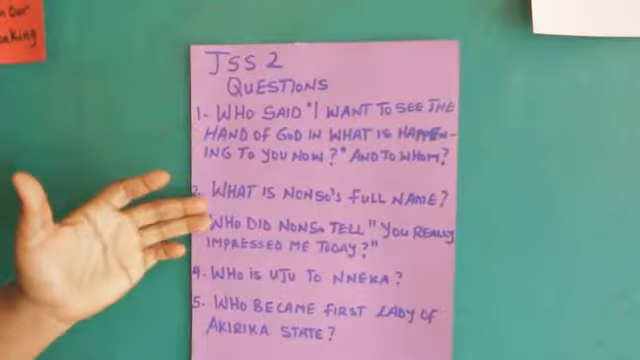 our
JSS 2
QUESTIONS
1. WHO SAID "I WANT TO SEE THE
HAND OF GOD IN WHAT IS HAPPEN-
ING TO YOU NOW?" AND TO WHOM?
2. WHAT IS NONSO'S FULL NAME?
"WHO DID NONSO TELL "YOU REALLY
IMPRESSED ME TODAY?"
4. WHO IS UJU TO NNEKA?
5. WHO BECAME FIRST LADY OF
AKIRIKA STATE?